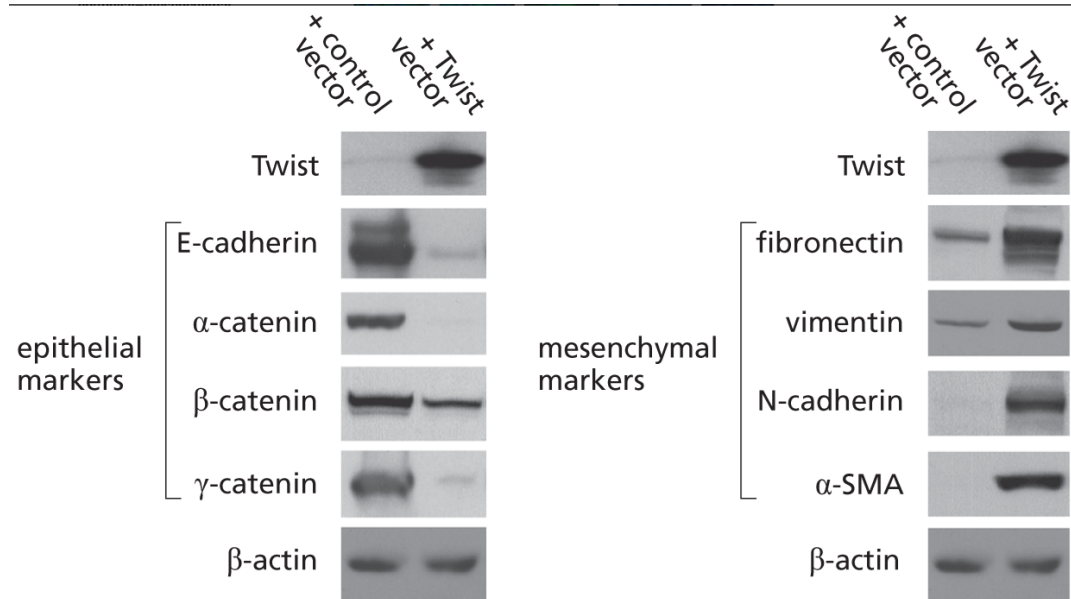 + control
vector
+ Twist
vector
Twist
E-cadherin
α-catenin
epithelial
markers
β-catenin
γ-catenin
β-actin
+ control
vector
+ Twist
vector
Twist
fibronectin
vimentin
mesenchymal
markers
N-cadherin
α-SMA
β-actin